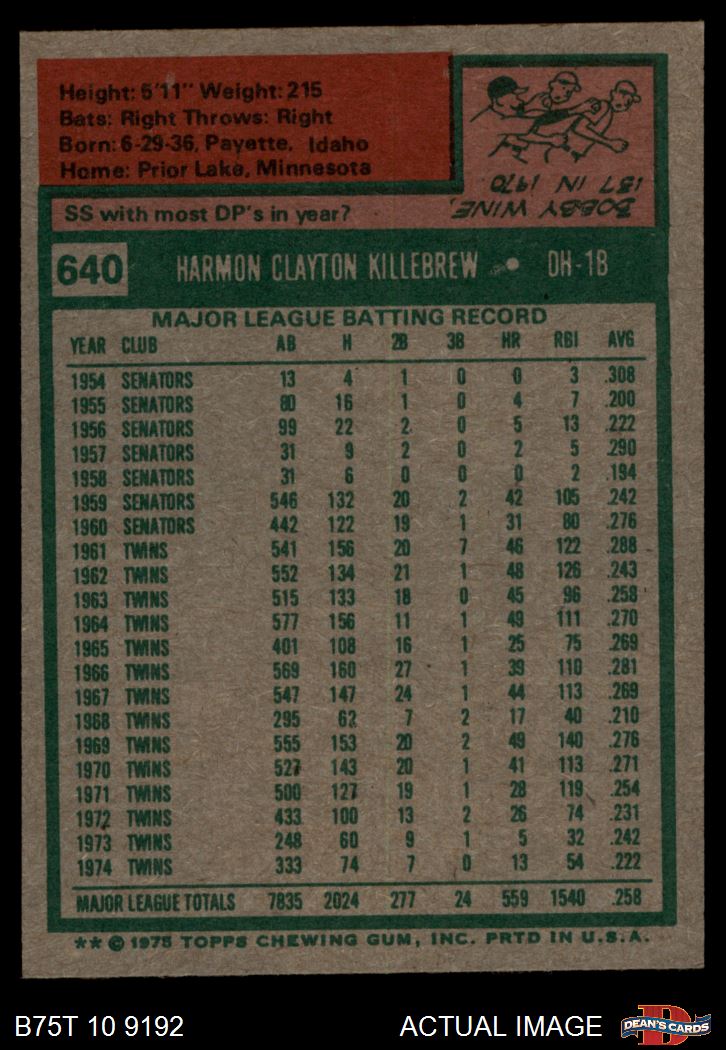 Height: 5'11" Weight: 215
Bats: Right Throws: Right
Born: 6-29-36, Payette, Idaho
Home: Prior Lake, Minnesota
SS with most DP's in year?
BOBBY WINE,
157 IN 1970
640 HARMON CLAYTON KILLEBREW • DH-1B
MAJOR LEAGUE BATTING RECORD
YEAR CLUB AB H 2B 3B HR RBI AVG
1954 SENATORS 13 4 1 0 0 3 .308
1955 SENATORS 80 16 1 0 4 7 .200
1956 SENATORS 99 22 2 0 5 13 .222
1957 SENATORS 31 9 2 0 2 5 .290
1958 SENATORS 31 6 0 0 0 2 .194
1959 SENATORS 546 132 20 2 42 105 .242
1960 SENATORS 442 122 19 1 31 80 .276
1961 TWINS 541 156 20 7 46 122 .288
1962 TWINS 552 134 21 1 48 126 .243
1963 TWINS 515 133 18 0 45 96 .258
1964 TWINS 577 156 11 1 49 111 .270
1965 TWINS 401 108 16 1 25 75 .269
1966 TWINS 569 160 27 1 39 110 .281
1967 TWINS 547 147 24 1 44 113 .269
1968 TWINS 295 62 7 2 17 40 .210
1969 TWINS 555 153 20 2 49 140 .276
1970 TWINS 527 143 20 1 41 113 .271
1971 TWINS 500 127 19 1 28 119 .254
1972 TWINS 433 100 13 2 26 74 .231
1973 TWINS 248 60 9 1 5 32 .242
1974 TWINS 333 74 7 0 13 54 .222
MAJOR LEAGUE TOTALS 7835 2024 277 24 559 1540 .258
** © 1975 TOPPS CHEWING GUM, INC. PRTD IN U.S.A.
B75T 10 9192 ACTUAL IMAGE D DEAN'S CARDS